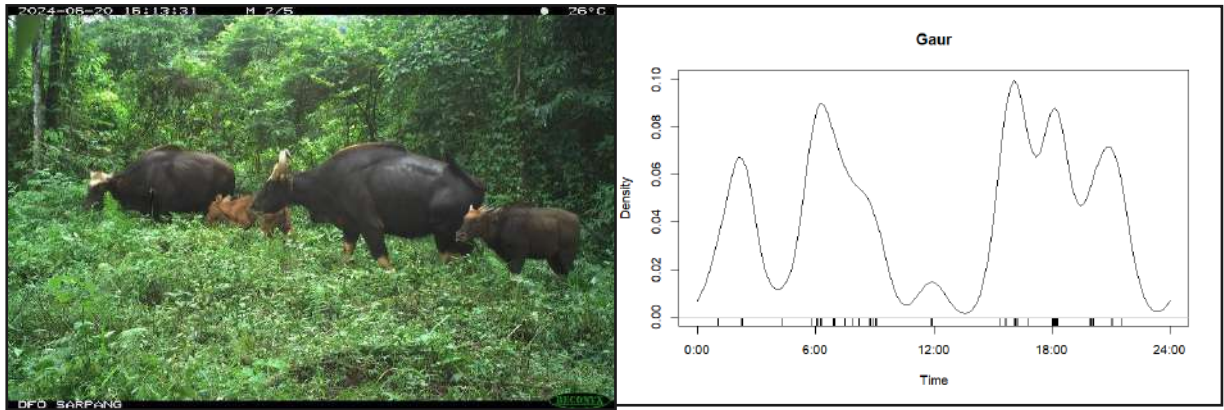 2024-06-20 16:13:31 M 2/5 26°C
DFO SARPANG
RECONYX
Gaur
Density
0.00 0.02 0.04 0.06 0.08 0.10
0:00 6:00 12:00 18:00 24:00
Time